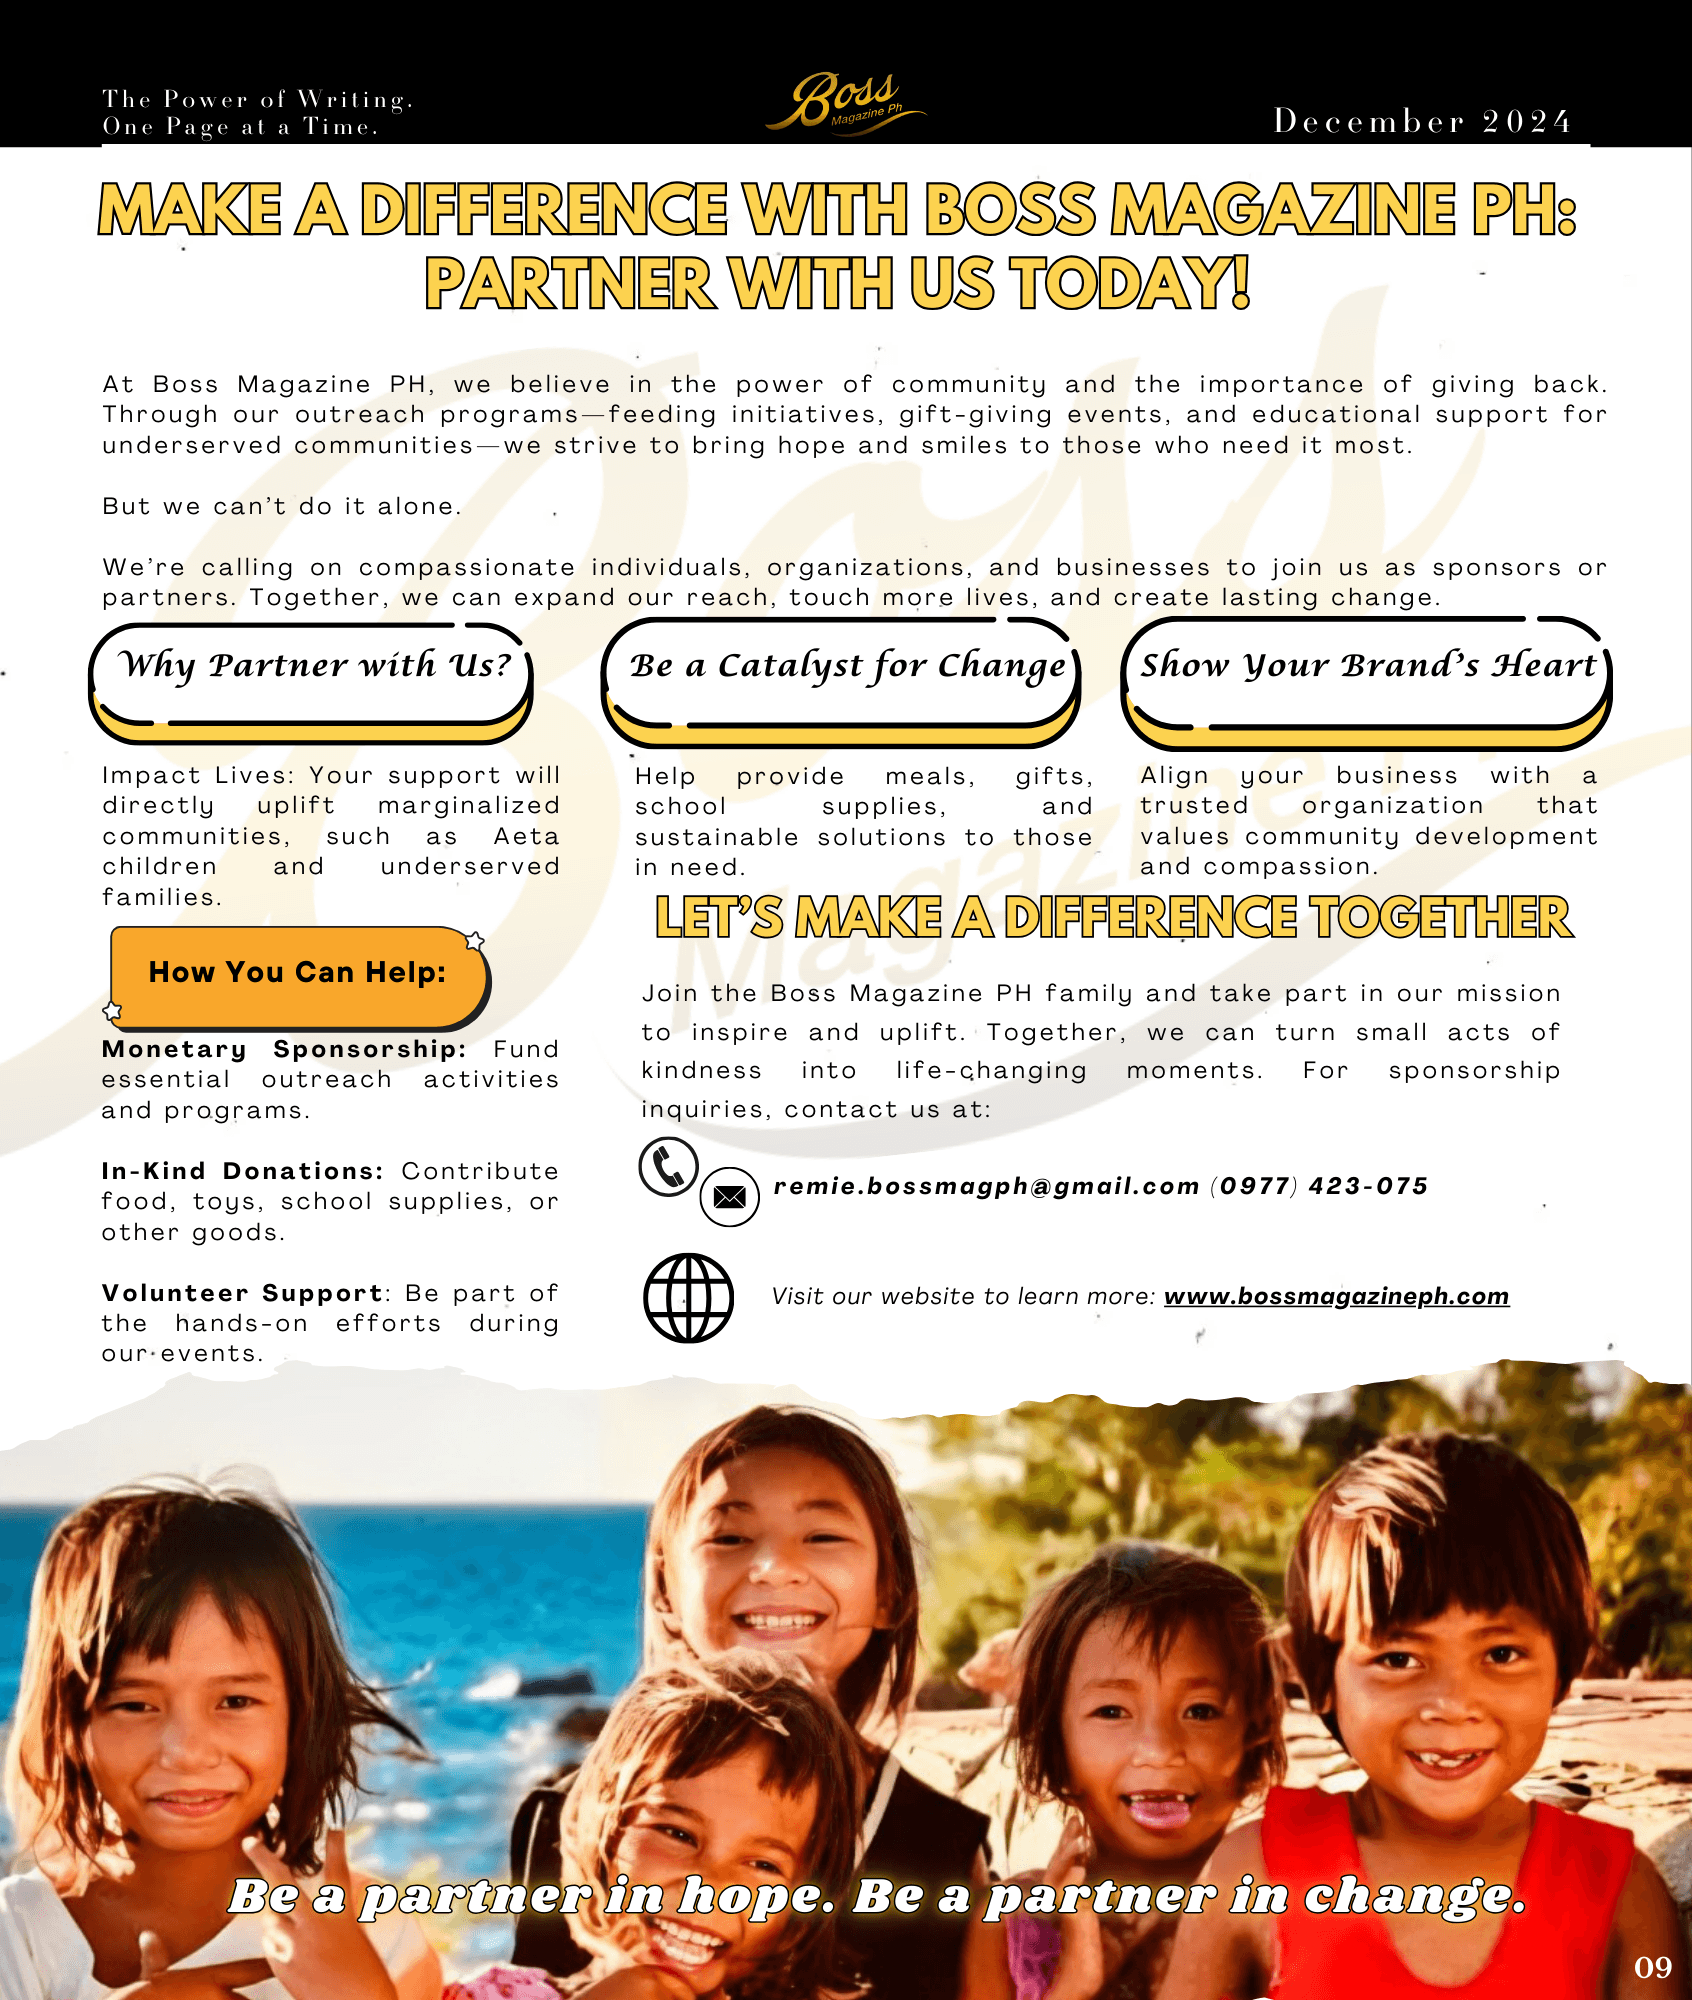 The Power of Writing.
One Page at a Time.
Boss
Magazine Ph
December 2024
MAKE A DIFFERENCE WITH BOSS MAGAZINE PH:
PARTNER WITH US TODAY!
At Boss Magazine PH, we believe in the power of community and the importance of giving back.
Through our outreach programs—feeding initiatives, gift-giving events, and educational support for
underserved communities—we strive to bring hope and smiles to those who need it most.
But we can't do it alone.
We're calling on compassionate individuals, organizations, and businesses to join us as sponsors or
partners. Together, we can expand our reach, touch more lives, and create lasting change.
Why Partner with Us?
Impact Lives: Your support will
directly uplift marginalized
communities, such as Aeta
children and underserved
families.
Be a Catalyst for Change
Help provide meals, gifts,
school supplies, and
sustainable solutions to those
in need.
Show Your Brand's Heart
Align your business with a
trusted organization that
values community development
and compassion.
How You Can Help:
Monetary Sponsorship: Fund
essential outreach activities
and programs.
In-Kind Donations: Contribute
food, toys, school supplies, or
other goods.
Volunteer Support: Be part of
the hands-on efforts during
our events.
LET'S MAKE A DIFFERENCE TOGETHER
Join the Boss Magazine PH family and take part in our mission
to inspire and uplift. Together, we can turn small acts of
kindness into life-changing moments. For sponsorship
inquiries, contact us at:
remie.bossmagph@gmail.com (0977) 423-075
Visit our website to learn more: www.bossmagazineph.com
Boss
Magazine Ph
Be a partner in hope. Be a partner in change.
09